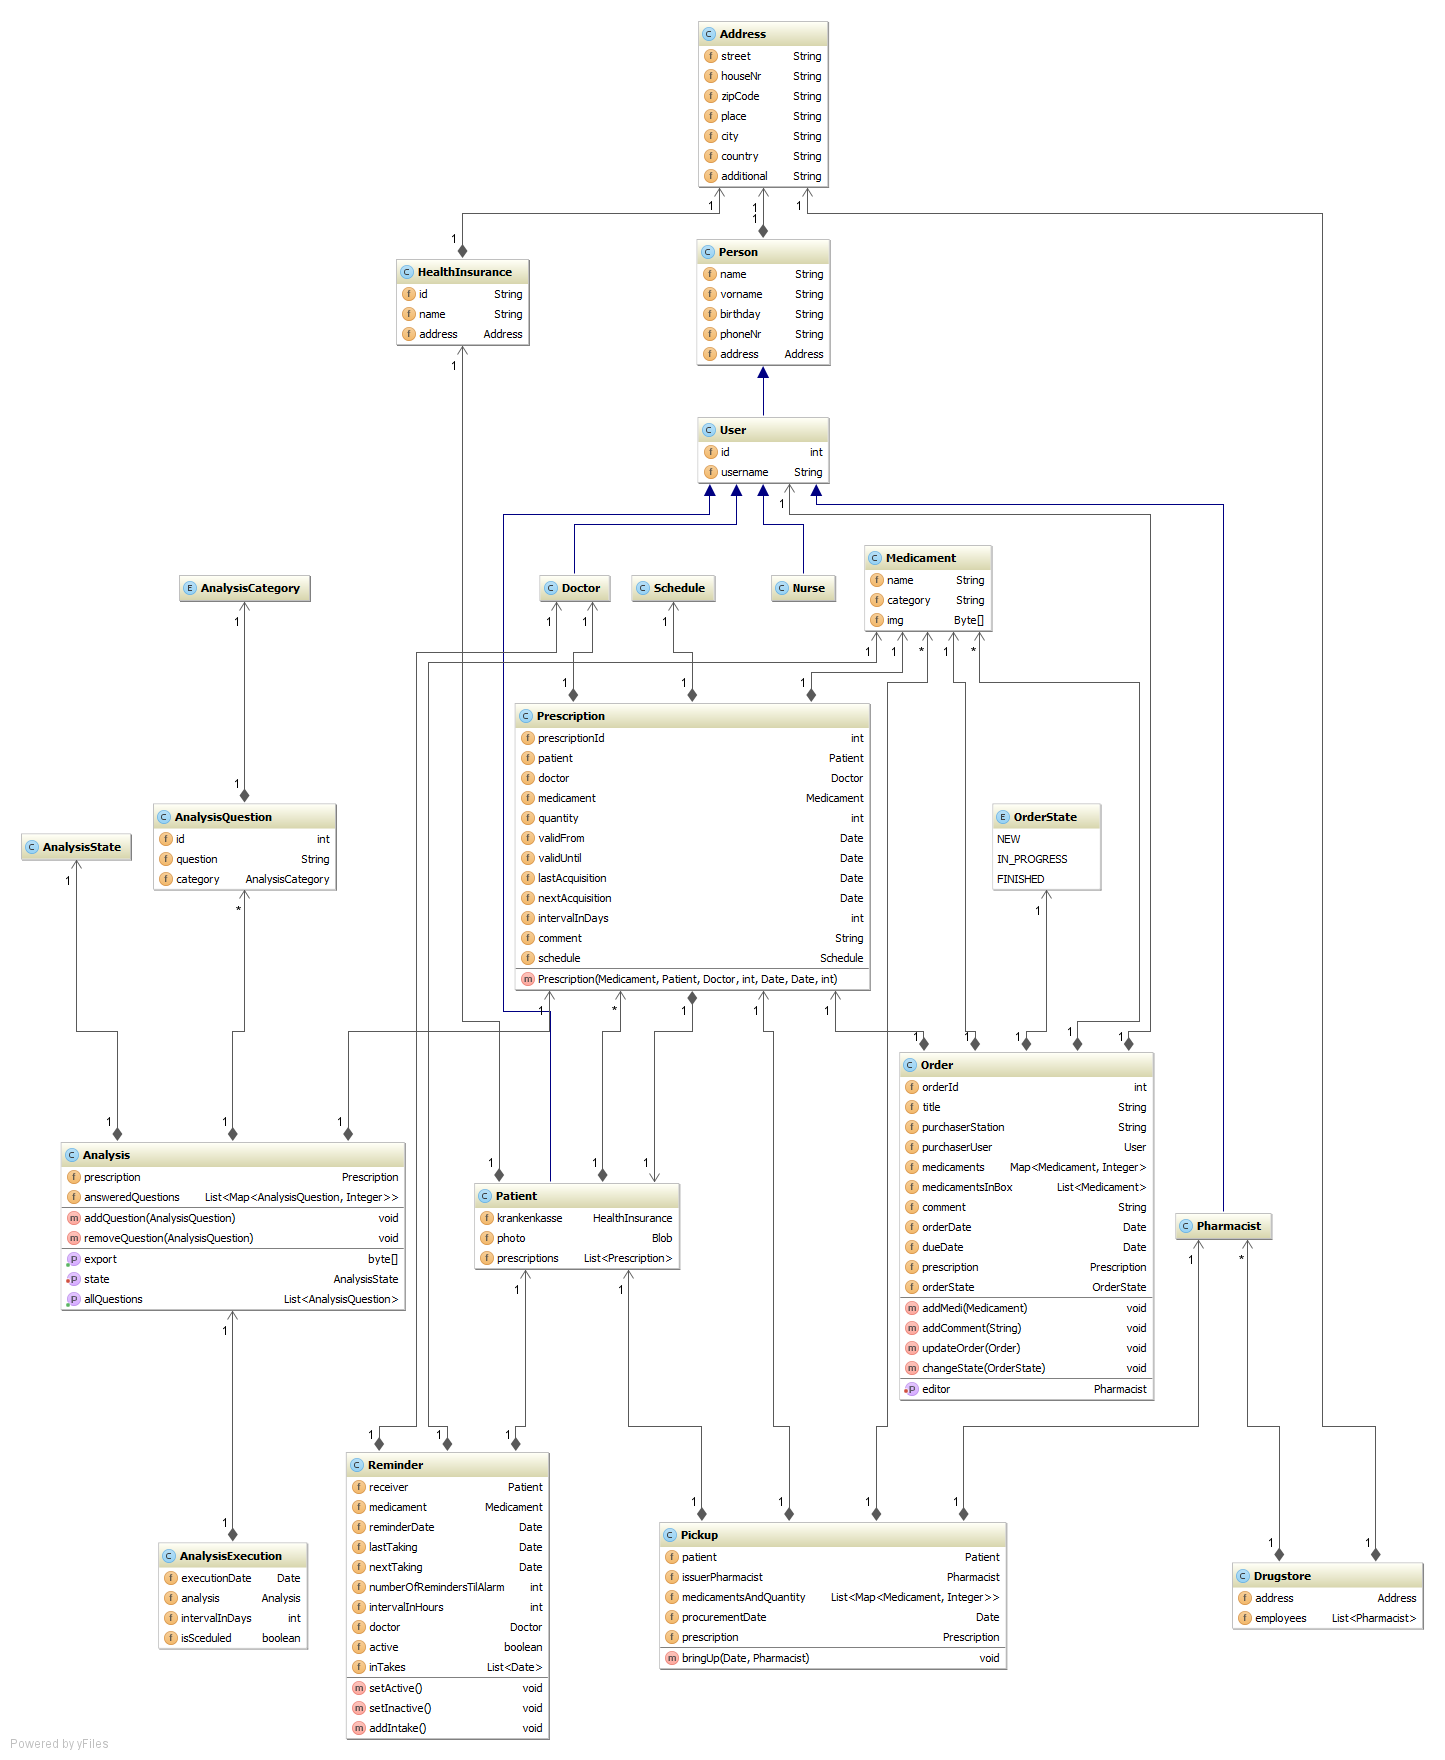 C Address
f street String
f houseNr String
f zipCode String
f place String
f city String
f country String
f additional String
1 1 1
1 1
C Person
f name String
f vorname String
f birthday String
f phoneNr String
f address Address
C HealthInsurance
f id String
f name String
f address Address
1
C User
f id int
f username String
1
C Medicament
f name String
f category String
f img Byte[]
E AnalysisCategory
C Doctor
C Schedule
C Nurse
1 1 1 1
1 1 * 1 *
1 1 1
C Prescription
f prescriptionId int
f patient Patient
f doctor Doctor
f medicament Medicament
f quantity int
f validFrom Date
f validUntil Date
f lastAcquisition Date
f nextAcquisition Date
f intervalInDays int
f comment String
f schedule Schedule
m Prescription(Medicament, Patient, Doctor, int, Date, Date, int)
1
C AnalysisQuestion
f id int
f question String
f category AnalysisCategory
C AnalysisState
1 *
E OrderState
NEW
IN_PROGRESS
FINISHED
1
1 * 1 1 1
1 1 1 1 1
C Order
f orderId int
f title String
f purchaserStation String
f purchaserUser User
f medicaments Map<Medicament, Integer>
f medicamentsInBox List<Medicament>
f comment String
f orderDate Date
f dueDate Date
f prescription Prescription
f orderState OrderState
m addMedi(Medicament) void
m addComment(String) void
m updateOrder(Order) void
m changeState(OrderState) void
P editor Pharmacist
1 1 1
C Analysis
f prescription Prescription
f answeredQuestions List<Map<AnalysisQuestion, Integer>>
m addQuestion(AnalysisQuestion) void
m removeQuestion(AnalysisQuestion) void
P export byte[]
P state AnalysisState
P allQuestions List<AnalysisQuestion>
1
1 1 1
C Patient
f krankenkasse HealthInsurance
f photo Blob
f prescriptions List<Prescription>
1 1
C Pharmacist
1 *
1 1 1
C Reminder
f receiver Patient
f medicament Medicament
f reminderDate Date
f lastTaking Date
f nextTaking Date
f numberOfRemindersTilAlarm int
f intervalInHours int
f doctor Doctor
f active boolean
f inTakes List<Date>
m setActive() void
m setInactive() void
m addIntake() void
1
C AnalysisExecution
f executionDate Date
f analysis Analysis
f intervalInDays int
f isSceduled boolean
1 1 1 1
C Pickup
f patient Patient
f issuerPharmacist Pharmacist
f medicamentsAndQuantity List<Map<Medicament, Integer>>
f procurementDate Date
f prescription Prescription
m bringUp(Date, Pharmacist) void
1 1
C Drugstore
f address Address
f employees List<Pharmacist>
Powered by yFiles